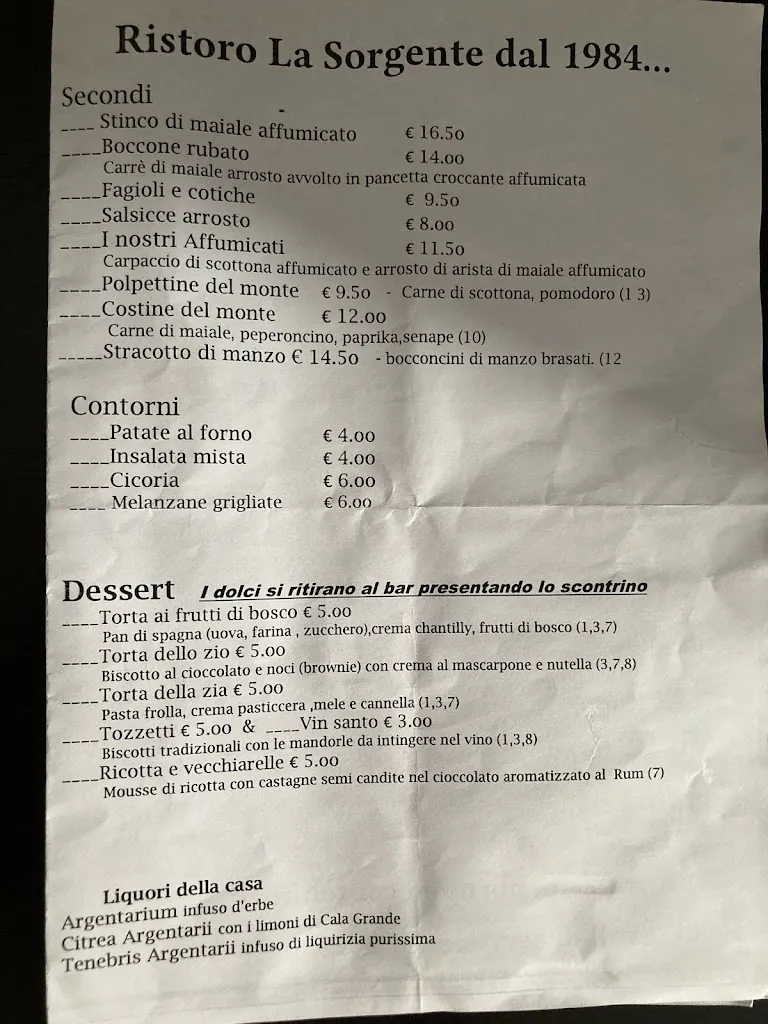 Ristoro La Sorgente dal 1984...
Secondi
____ Stinco di maiale affumicato € 16.50
____Boccone rubato € 14.00
Carrè di maiale arrosto avvolto in pancetta croccante affumicata
____Fagioli e cotiche € 9.50
____Salsicce arrosto € 8.00
____I nostri Affumicati € 11.50
Carpaccio di scottona affumicato e arrosto di arista di maiale affumicato
____Polpettine del monte € 9.50 - Carne di scottona, pomodoro (1 3)
____Costine del monte € 12.00
Carne di maiale, peperoncino, paprika,senape (10)
_____Stracotto di manzo € 14.50 - bocconcini di manzo brasati. (12
Contorni
____Patate al forno € 4.00
____Insalata mista € 4.00
____Cicoria € 6.00
____ Melanzane grigliate € 6.00
Dessert I dolci si ritirano al bar presentando lo scontrino
____Torta ai frutti di bosco € 5.00
Pan di spagna (uova, farina , zucchero),crema chantilly, frutti di bosco (1,3,7)
____Torta dello zio € 5.00
Biscotto al cioccolato e noci (brownie) con crema al mascarpone e nutella (3,7,8)
____Torta della zia € 5.00
Pasta frolla, crema pasticcera ,mele e cannella (1,3,7)
____Tozzetti € 5.00 & ____Vin santo € 3.00
Biscotti tradizionali con le mandorle da intingere nel vino (1,3,8)
____Ricotta e vecchiarelle € 5.00
Mousse di ricotta con castagne semi candite nel cioccolato aromatizzato al Rum (7)
Liquori della casa
Argentarium infuso d'erbe
Citrea Argentarii con i limoni di Cala Grande
Tenebris Argentarii infuso di liquirizia purissima